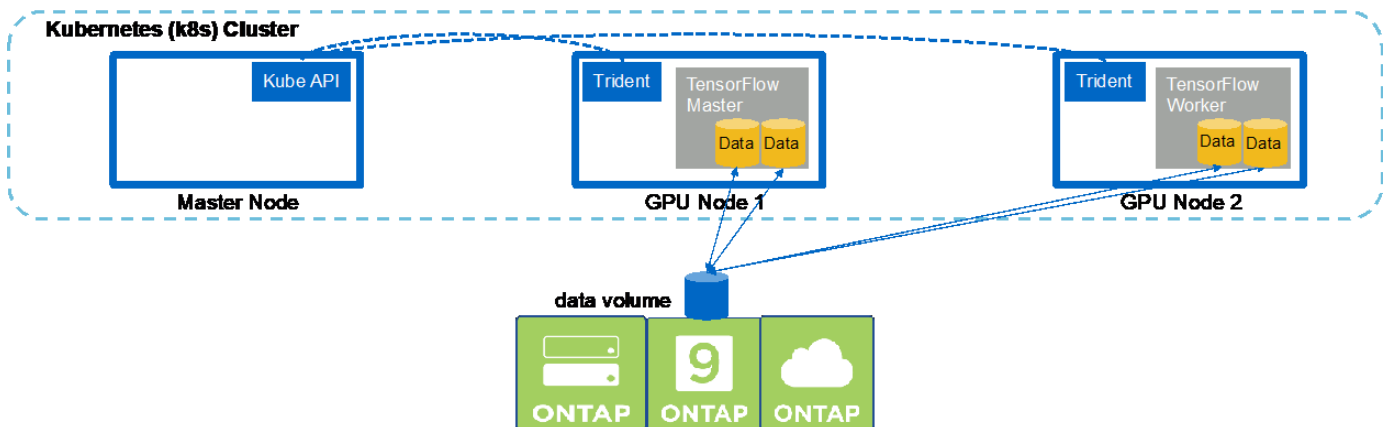 Kubernetes (k8s) Cluster
Kube API
Master Node
Trident
TensorFlow
Master
Data
Data
GPU Node 1
Trident
TensorFlow
Worker
Data
Data
GPU Node 2
data volume
9
ONTAP
ONTAP
ONTAP